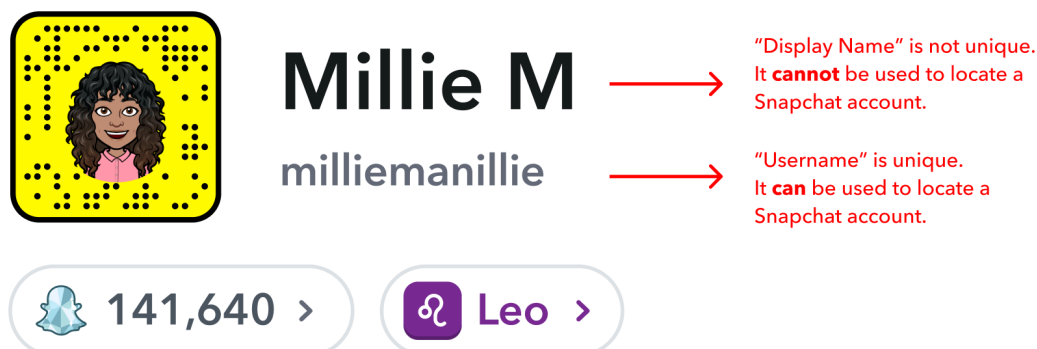 Millie M
milliemanillie
“Display Name” is not unique.
It cannot be used to locate a
Snapchat account.
“Username” is unique.
It can be used to locate a
Snapchat account.
141,640 >
Leo >